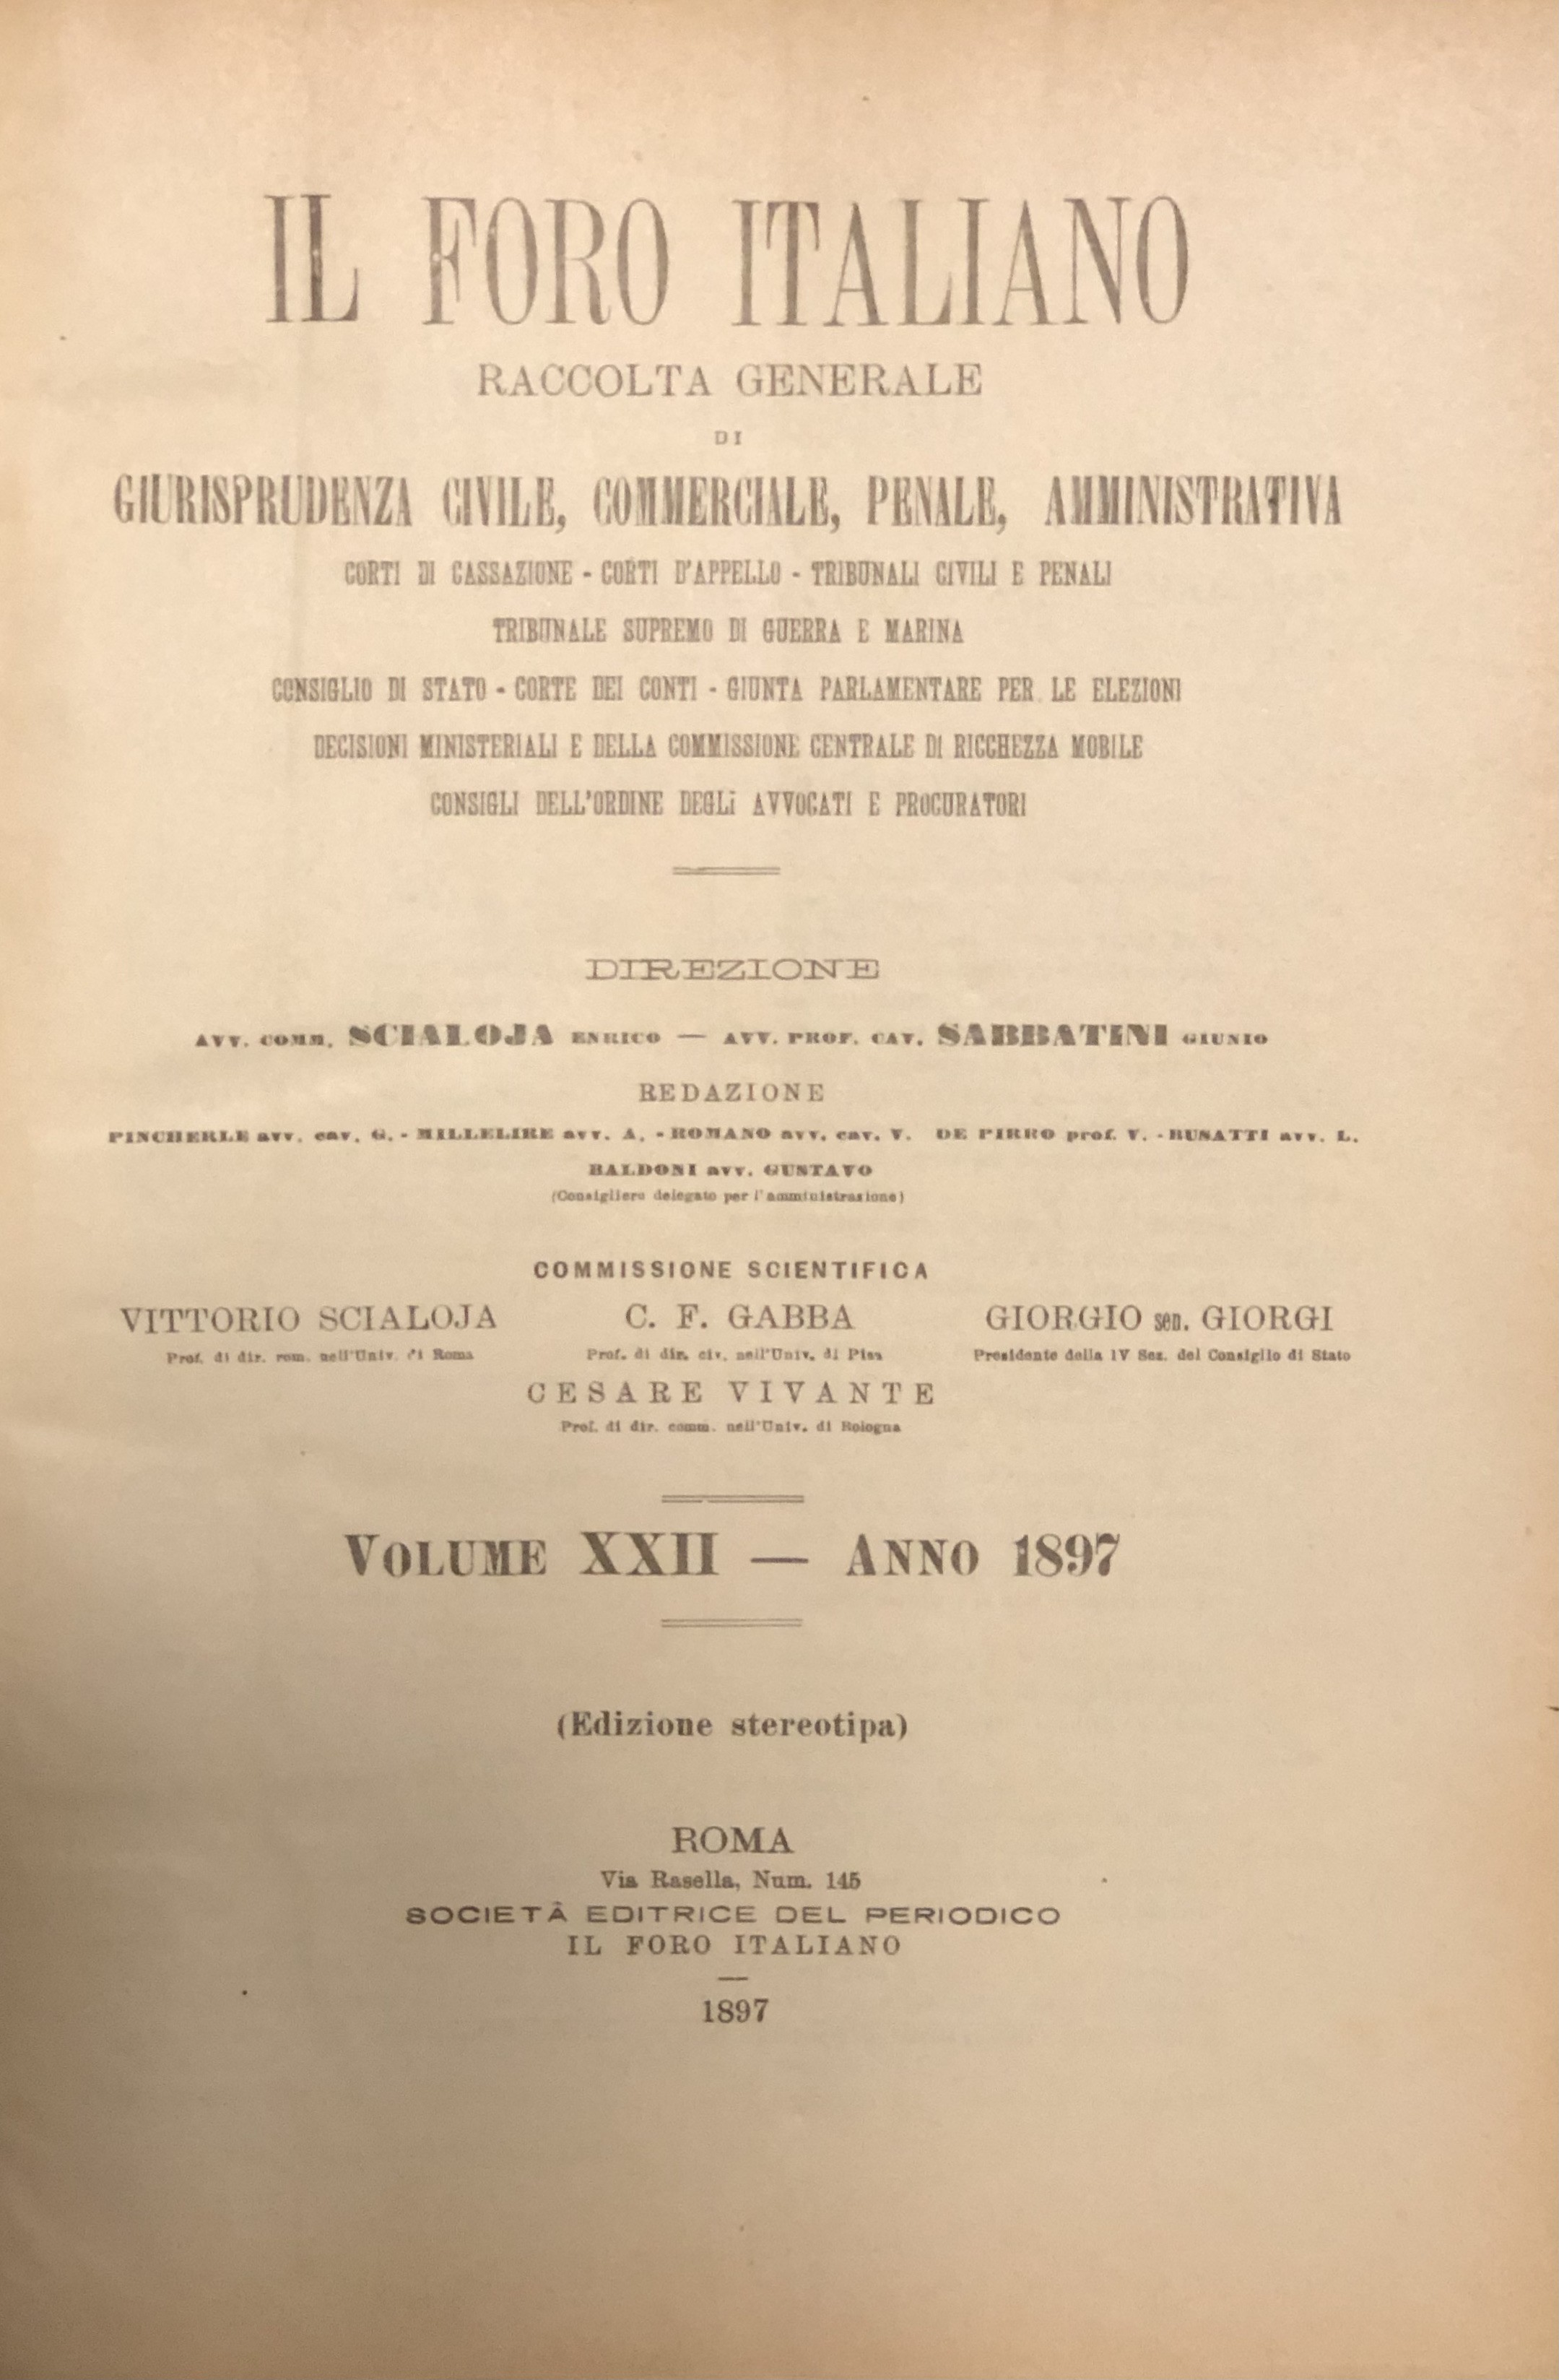 IL FORO ITALIANO
RACCOLTA GENERALE
DI
GIURISPRUDENZA CIVILE, COMMERCIALE, PENALE, AMMINISTRATIVA
CORTI DI CASSAZIONE - CORTI D'APPELLO - TRIBUNALI CIVILI E PENALI
TRIBUNALE SUPREMO DI GUERRA E MARINA
CONSIGLIO DI STATO - CORTE DEI CONTI - GIUNTA PARLAMENTARE PER LE ELEZIONI
DECISIONI MINISTERIALI E DELLA COMMISSIONE CENTRALE DI RICCHEZZA MOBILE
CONSIGLI DELL'ORDINE DEGLI AVVOCATI E PROCURATORI
DIREZIONE
AVV. COMM. SCIALOJA ENRICO — AVV. PROF. CAV. SABBATINI GIUNIO
REDAZIONE
PINCHERLE avv. cav. G. - MILLELIRE avv. A. - ROMANO avv. cav. V. DE PIRRO prof. V. - BUSATTI avv. L.
BALDONI avv. GUSTAVO
(Consigliere delegato per l'amministrazione)
COMMISSIONE SCIENTIFICA
VITTORIO SCIALOJA C. F. GABBA GIORGIO sen. GIORGI
Prof. di dir. rom. nell'Univ. di Roma Prof. di dir. civ. nell'Univ. di Pisa Presidente della IV Sez. del Consiglio di Stato
CESARE VIVANTE
Prof. di dir. comm. nell'Univ. di Bologna
VOLUME XXII — ANNO 1897
(Edizione stereotipa)
ROMA
Via Rasella, Num. 145
SOCIETÀ EDITRICE DEL PERIODICO
IL FORO ITALIANO
1897